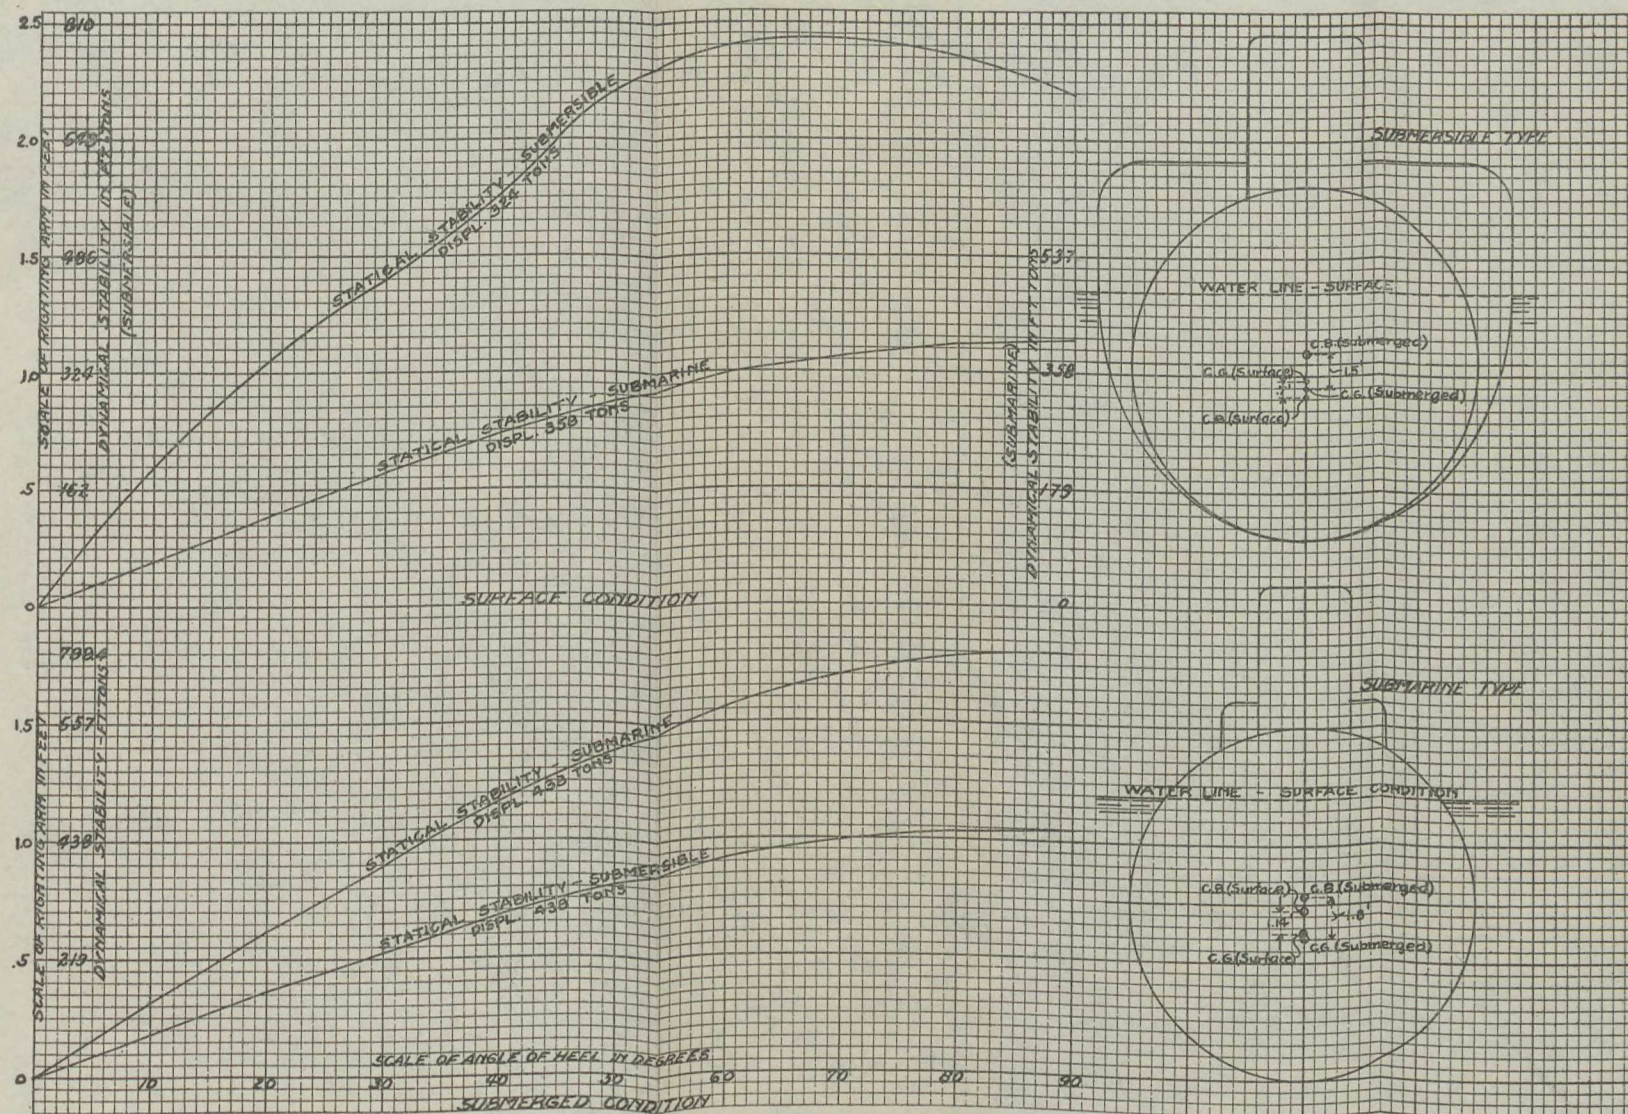 2.5 810
2.0
1.5 486
1.0 324
.5 162
0
SCALE OF RIGHTING ARM IN FEET
DYNAMICAL STABILITY IN FT. TONS
(SUBMERSIBLE)
STATICAL STABILITY - SUBMERSIBLE
DISPL. 324 TONS
STATICAL STABILITY - SUBMARINE
DISPL. 358 TONS
SURFACE CONDITION
537
358
179
0
DYNAMICAL STABILITY IN FT. TONS
(SUBMARINE)
SUBMERSIBLE TYPE
WATER LINE - SURFACE
C.B. (Submerged)
C.G. (Surface)
C.G. (Submerged)
C.B. (Surface)
1.5 557
1.0 438
.5 219
0
SCALE OF RIGHTING ARM IN FEET
DYNAMICAL STABILITY - FT. TONS
STATICAL STABILITY - SUBMARINE
DISPL. 438 TONS
STATICAL STABILITY - SUBMERSIBLE
DISPL. 438 TONS
SCALE OF ANGLE OF HEEL IN DEGREES
10 20 30 40 50 60 70 80 90
SUBMERGED CONDITION
SUBMARINE TYPE
WATER LINE - SURFACE CONDITION
C.B. (Surface) C.B. (Submerged)
1.14' 1.8'
C.G. (Surface) C.G. (Submerged)